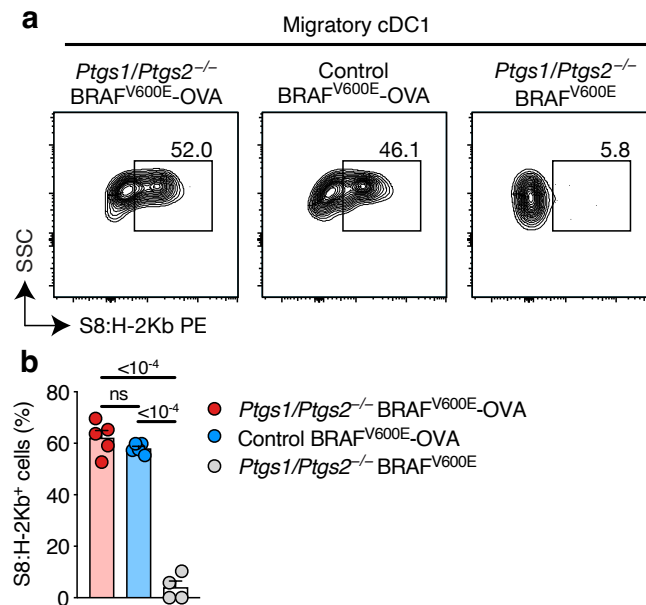 a
Migratory cDC1
Ptgs1/Ptgs2–/–
BRAFV600E-OVA
Control
BRAFV600E-OVA
Ptgs1/Ptgs2–/–
BRAFV600E
52.0
46.1
5.8
SSC
S8:H-2Kb PE
b
<10-4
ns
<10-4
80
60
40
20
0
S8:H-2Kb+ cells (%)
Ptgs1/Ptgs2–/– BRAFV600E-OVA
Control BRAFV600E-OVA
Ptgs1/Ptgs2–/– BRAFV600E